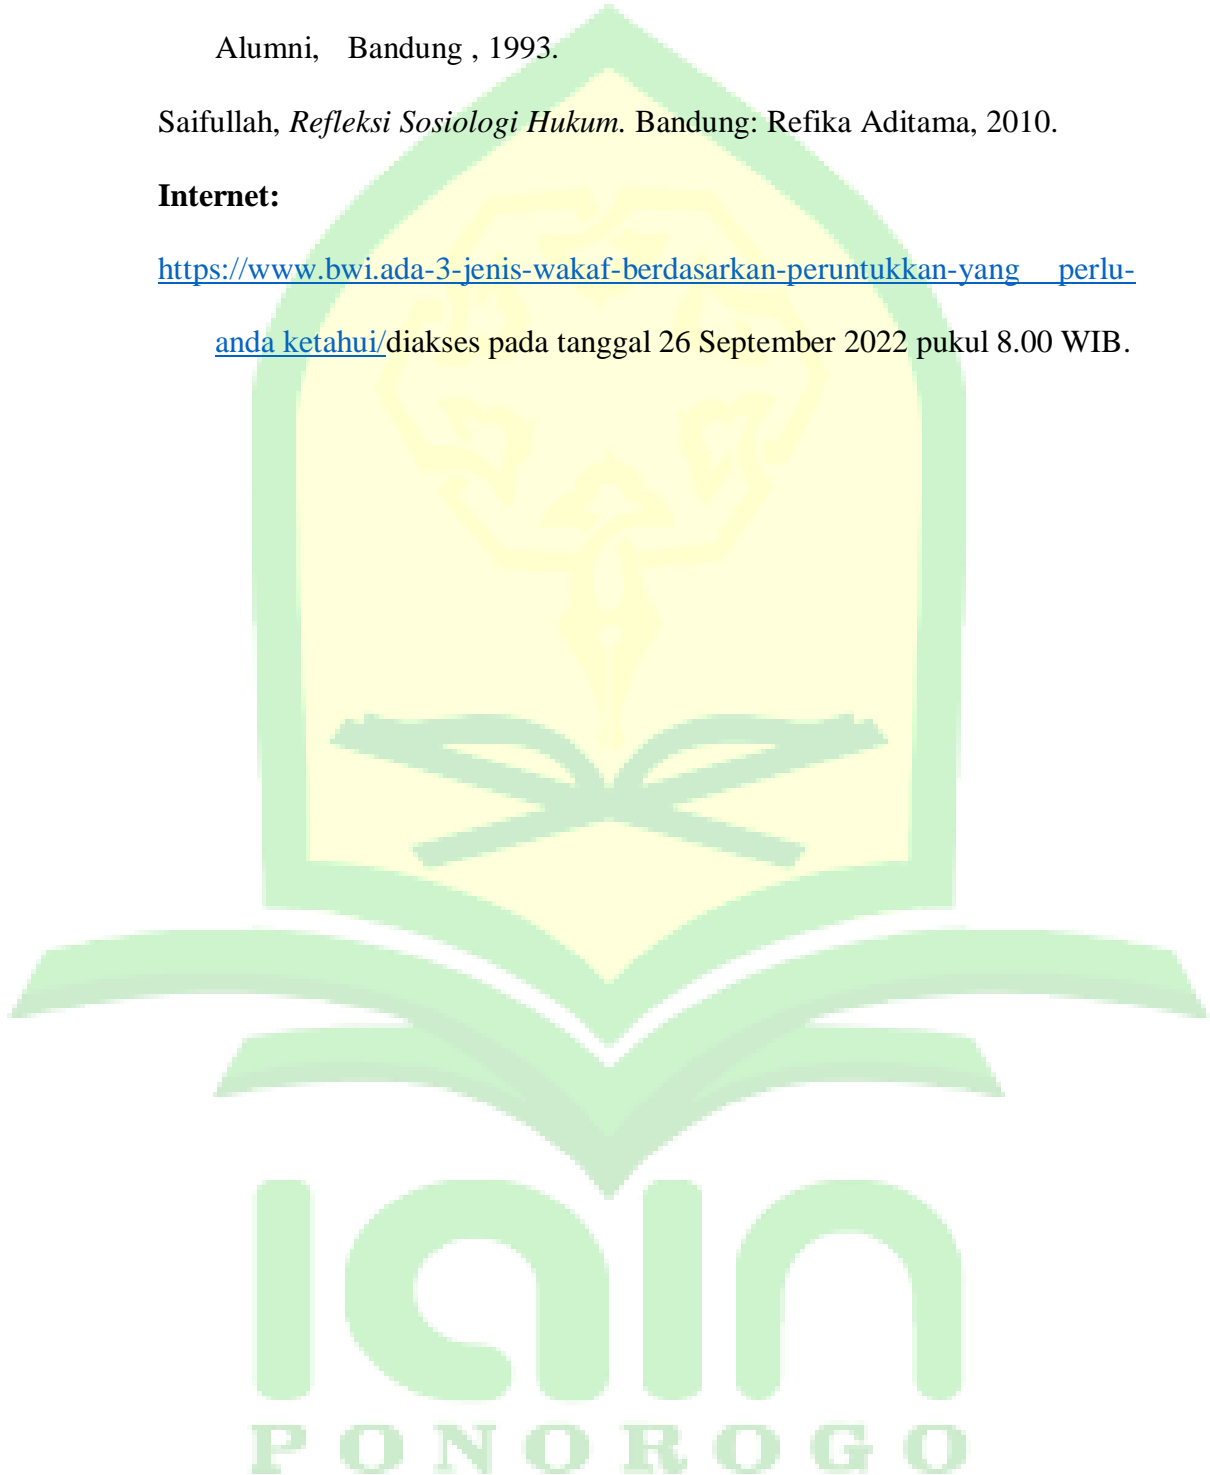 Alumni, Bandung , 1993.
Saifullah, Refleksi Sosiologi Hukum. Bandung: Refika Aditama, 2010.
Internet:
https://www.bwi.ada-3-jenis-wakaf-berdasarkan-peruntukkan-yang perlu-
anda ketahui/diakses pada tanggal 26 September 2022 pukul 8.00 WIB.
iain
PONOROGO